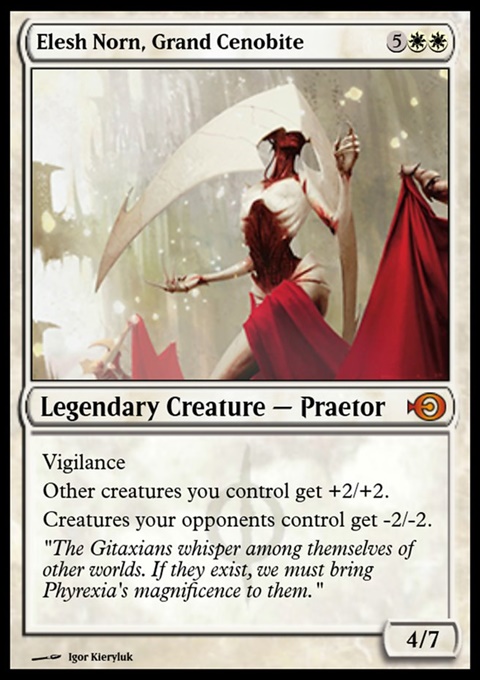 Elesh Norn, Grand Cenobite 5
Legendary Creature — Praetor
Vigilance
Other creatures you control get +2/+2.
Creatures your opponents control get -2/-2.
"The Gitaxians whisper among themselves of
other worlds. If they exist, we must bring
Phyrexia's magnificence to them."
4/7
Igor Kieryluk